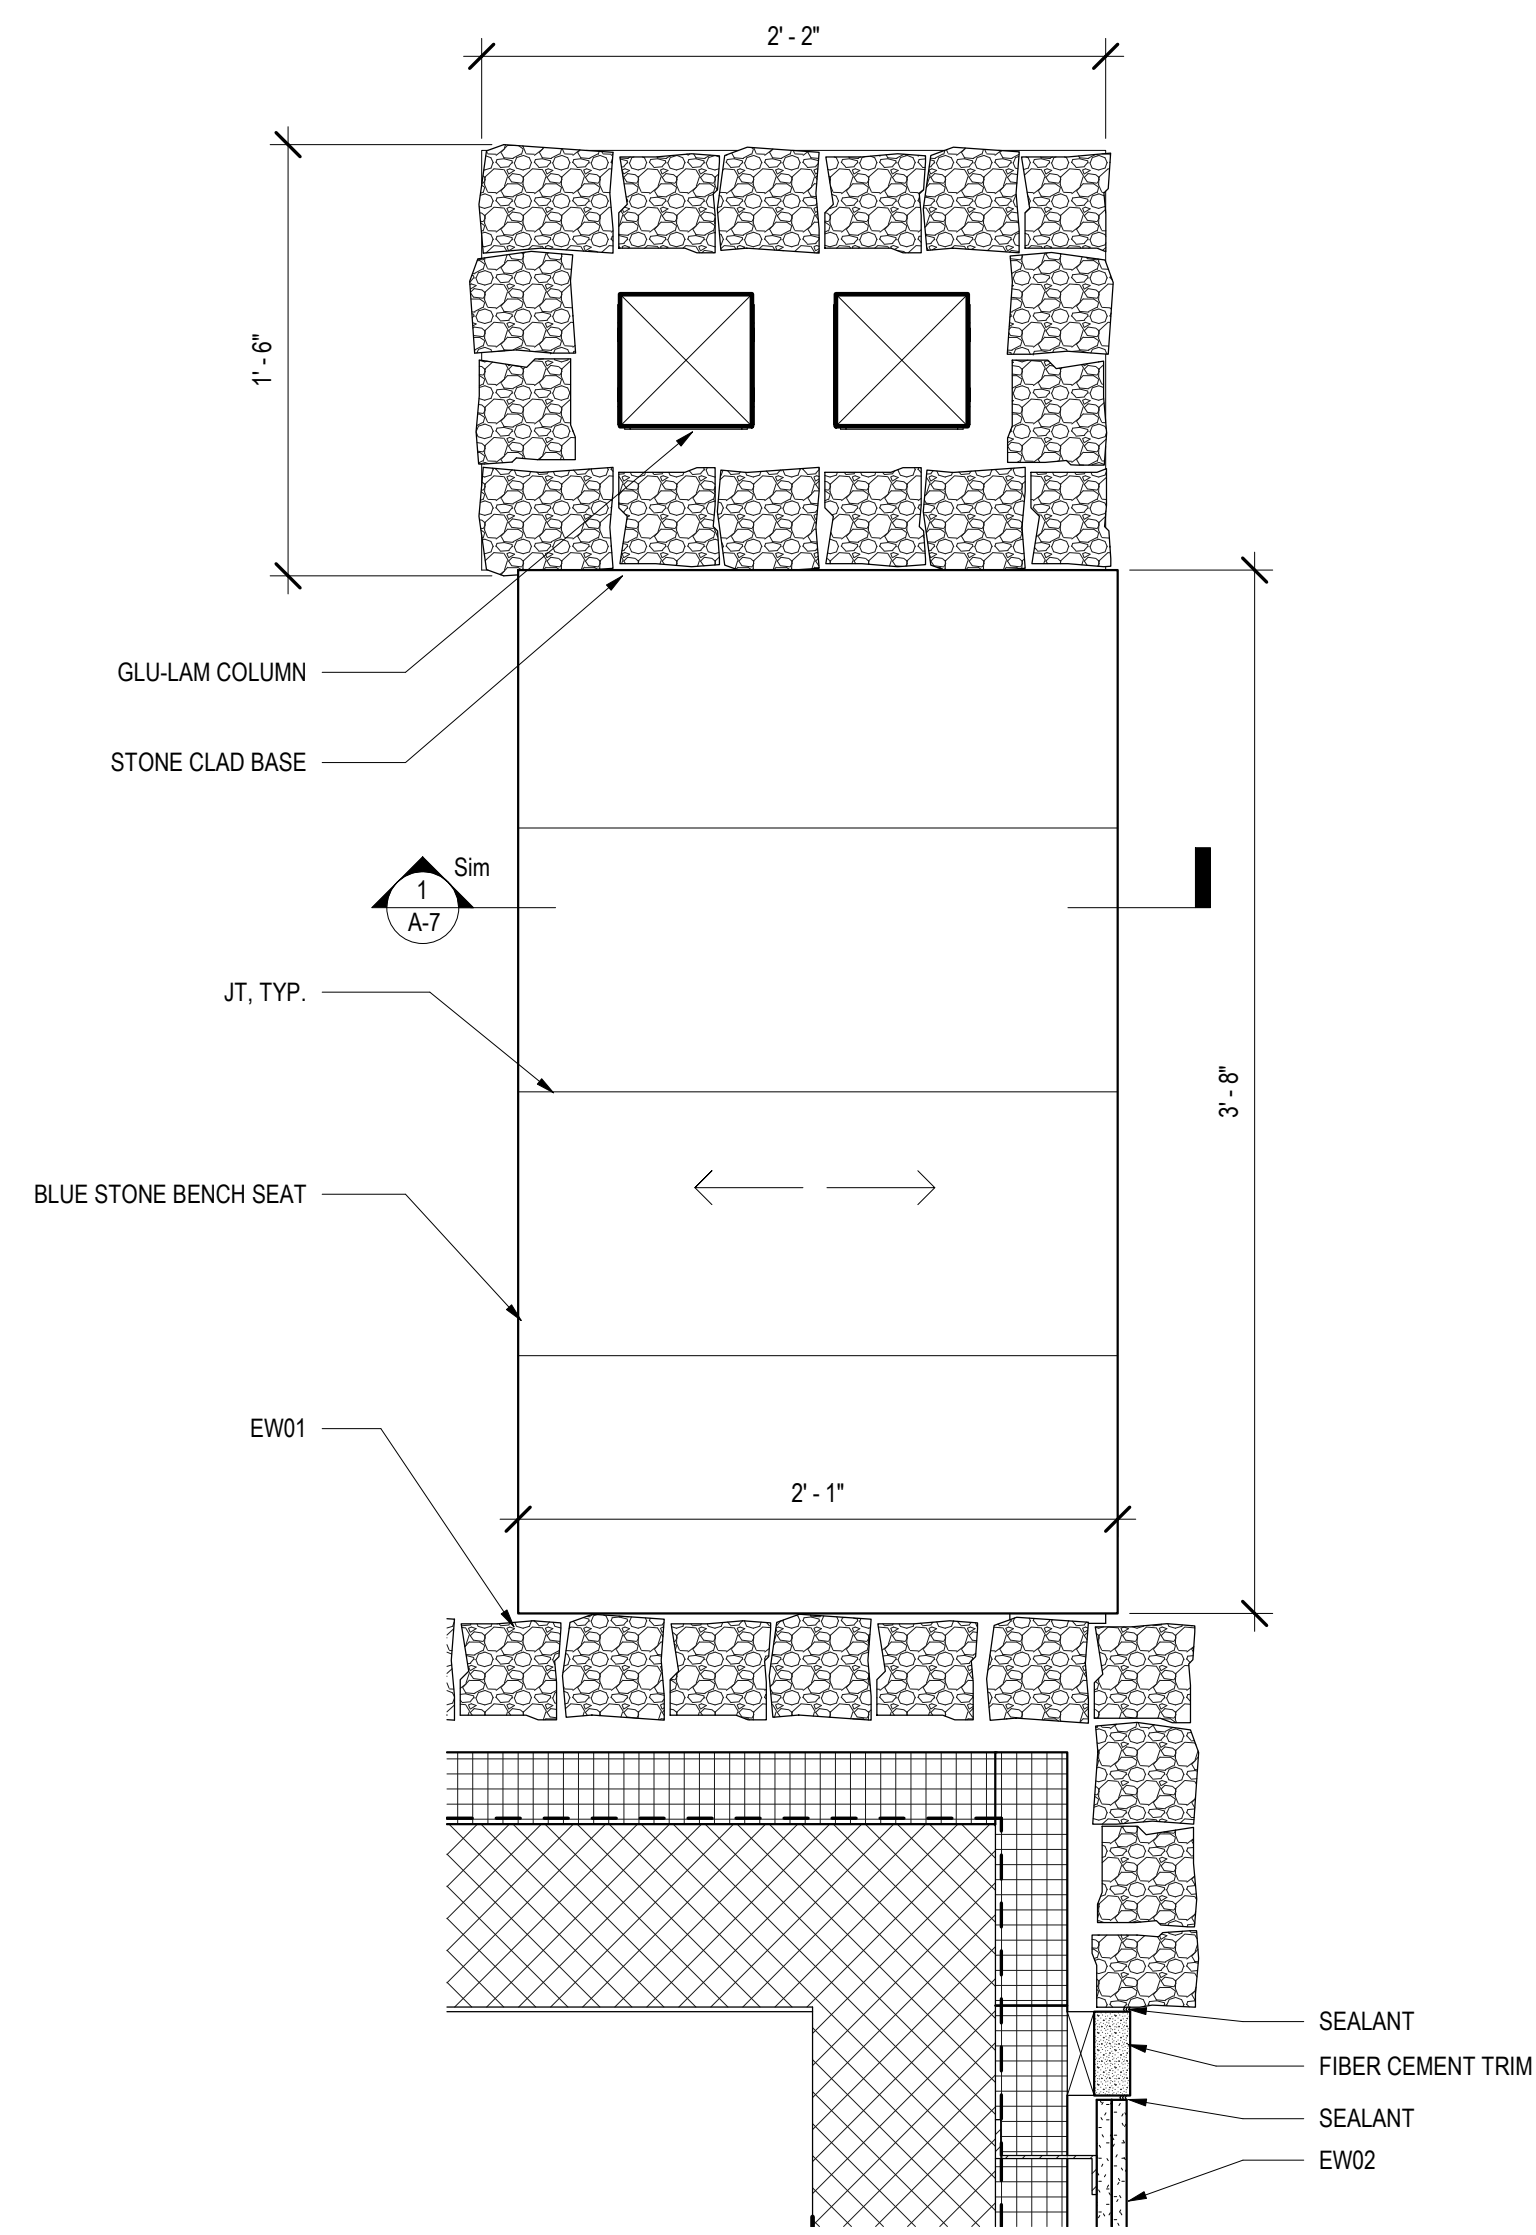 2' - 2"
1' - 6"
GLU-LAM COLUMN
STONE CLAD BASE
Sim
1
A-7
JT, TYP.
3' - 8"
BLUE STONE BENCH SEAT
EW01
2' - 1"
SEALANT
FIBER CEMENT TRIM
SEALANT
EW02